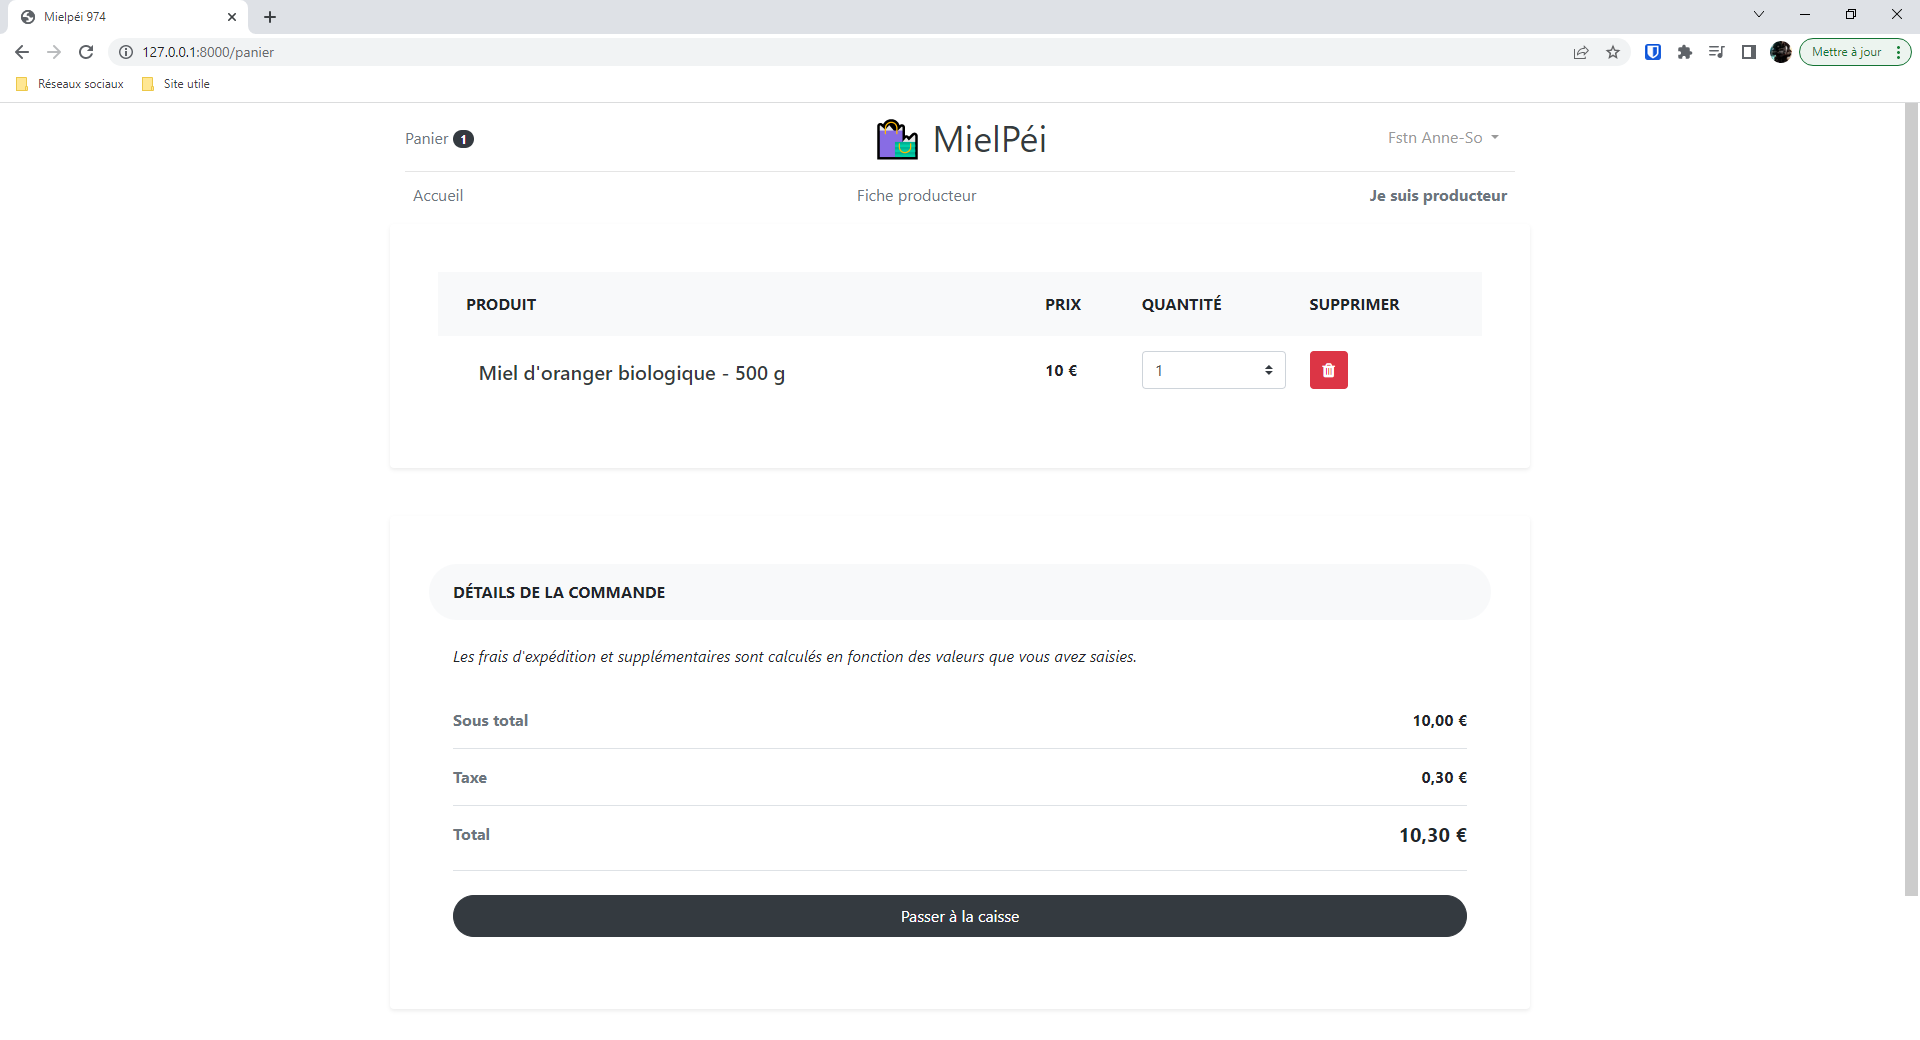 Mielpéi 974
127.0.0.1:8000/panier
Mettre à jour
Réseaux sociaux
Site utile
Panier 1
MielPéi
Fstn Anne-So
Accueil
Fiche producteur
Je suis producteur
PRODUIT PRIX QUANTITÉ SUPPRIMER
Miel d'oranger biologique - 500 g 10 € 1
DÉTAILS DE LA COMMANDE
Les frais d'expédition et supplémentaires sont calculés en fonction des valeurs que vous avez saisies.
Sous total 10,00 €
Taxe 0,30 €
Total 10,30 €
Passer à la caisse